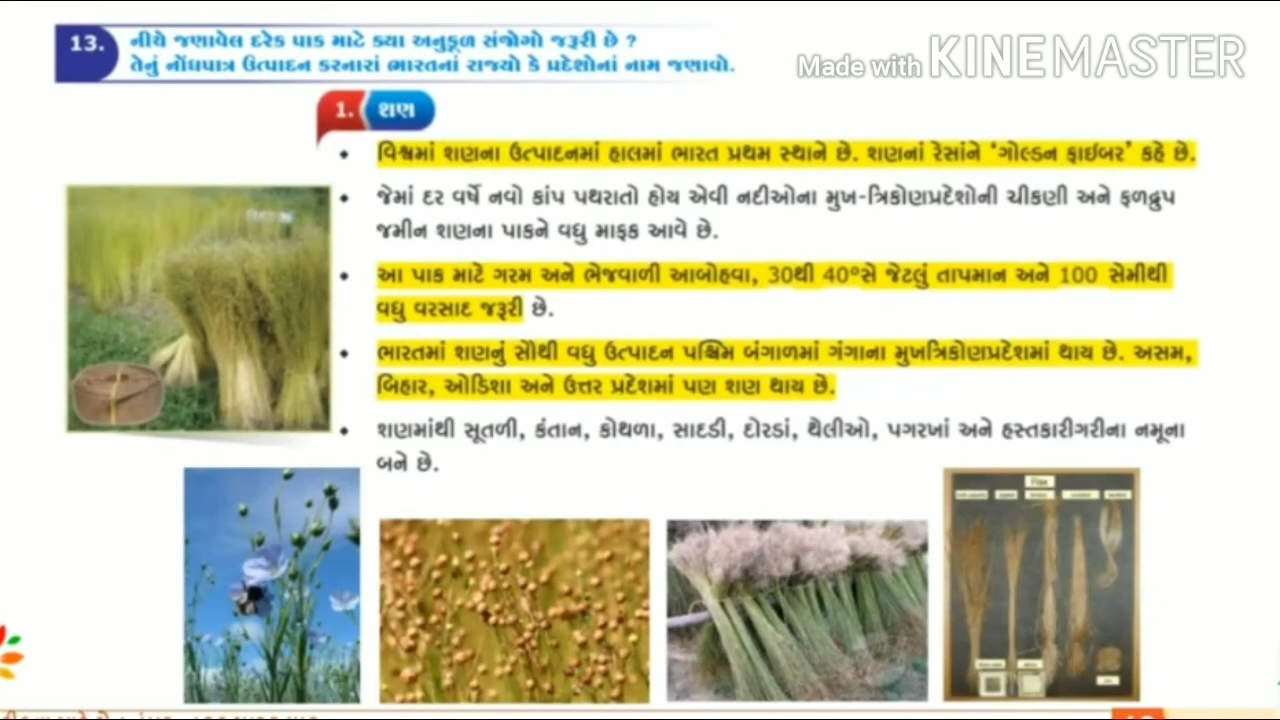 13. નીચે જણાવેલ દરેક પાક માટે ક્યા અનુકૂળ સંજોગો જરૂરી છે ?
તેનું નોંધપાત્ર ઉત્પાદન કરનારાં ભારતનાં રાજ્યો કે પ્રદેશોનાં નામ જણાવો.
Made with KINEMASTER
1. શણ
• વિશ્વમાં શણના ઉત્પાદનમાં હાલમાં ભારત પ્રથમ સ્થાને છે. શણનાં રેસાંને ‘ગોલ્ડન ફાઈબર’ કહે છે.
• જેમાં દર વર્ષે નવો કાંપ પથરાતો હોય એવી નદીઓના મુખ-ત્રિકોણપ્રદેશોની ચીકણી અને ફળદ્રુપ
જમીન શણના પાકને વધુ માફક આવે છે.
• આ પાક માટે ગરમ અને ભેજવાળી આબોહવા, 30થી 40°સે જેટલું તાપમાન અને 100 સેમીથી
વધુ વરસાદ જરૂરી છે.
• ભારતમાં શણનું સૌથી વધુ ઉત્પાદન પશ્ચિમ બંગાળમાં ગંગાના મુખત્રિકોણપ્રદેશમાં થાય છે. અસમ,
બિહાર, ઓડિશા અને ઉત્તર પ્રદેશમાં પણ શણ થાય છે.
• શણમાંથી સૂતળી, કંતાન, કોથળા, સાદડી, દોરડાં, થેલીઓ, પગરખાં અને હસ્તકારીગરીના નમૂના
બને છે.